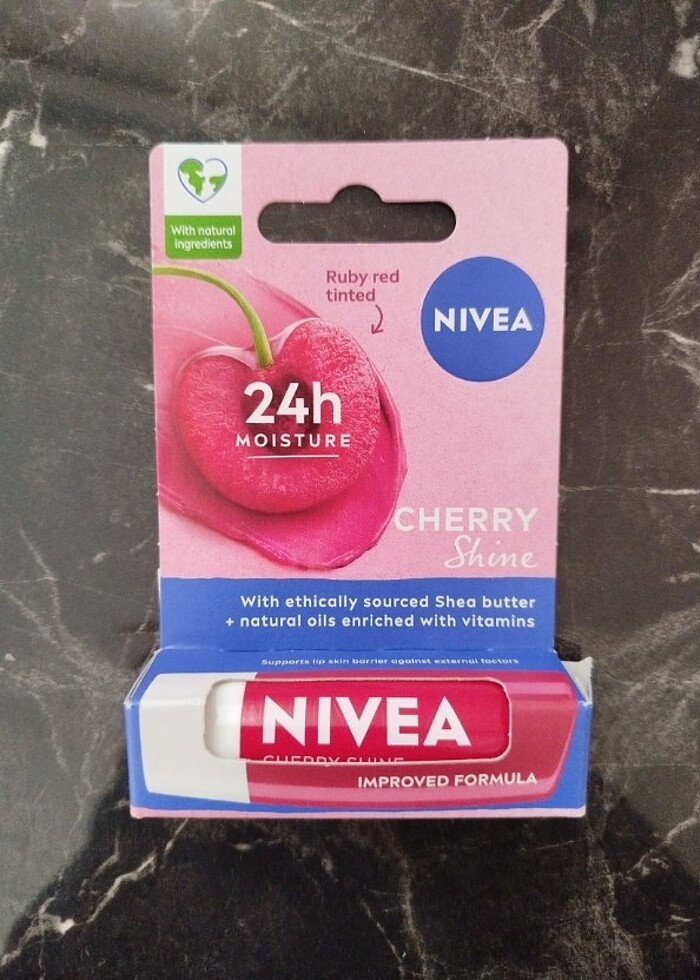 With natural
ingredients
Ruby red
tinted
NIVEA
24h
MOISTURE
CHERRY
Shine
With ethically sourced Shea butter
+ natural oils enriched with vitamins
Supports lip skin barrier against external factors
NIVEA
CHERRY SHINE
IMPROVED FORMULA